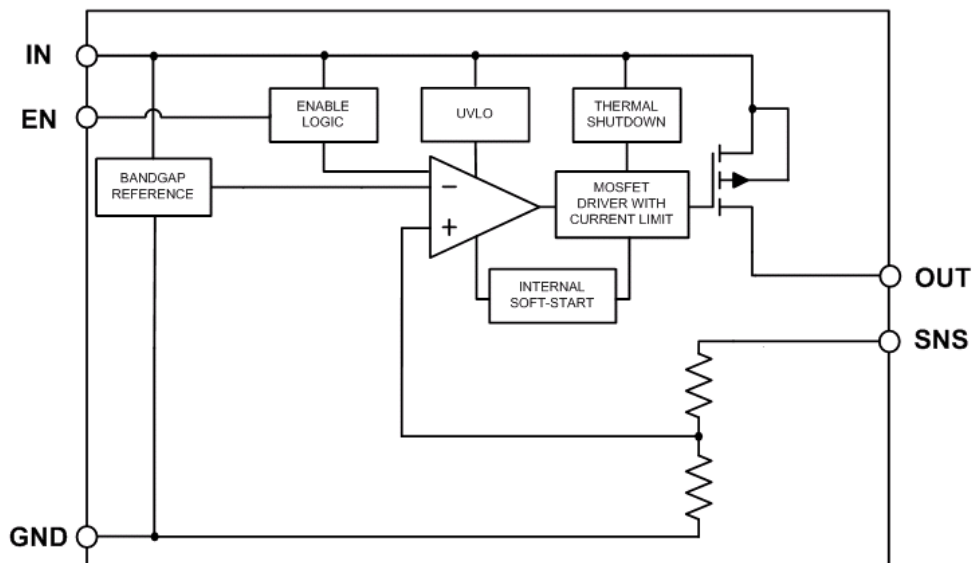 IN
EN
ENABLE
LOGIC
UVLO
THERMAL
SHUTDOWN
BANDGAP
REFERENCE
−
+
MOSFET
DRIVER WITH
CURRENT LIMIT
INTERNAL
SOFT-START
OUT
SNS
GND